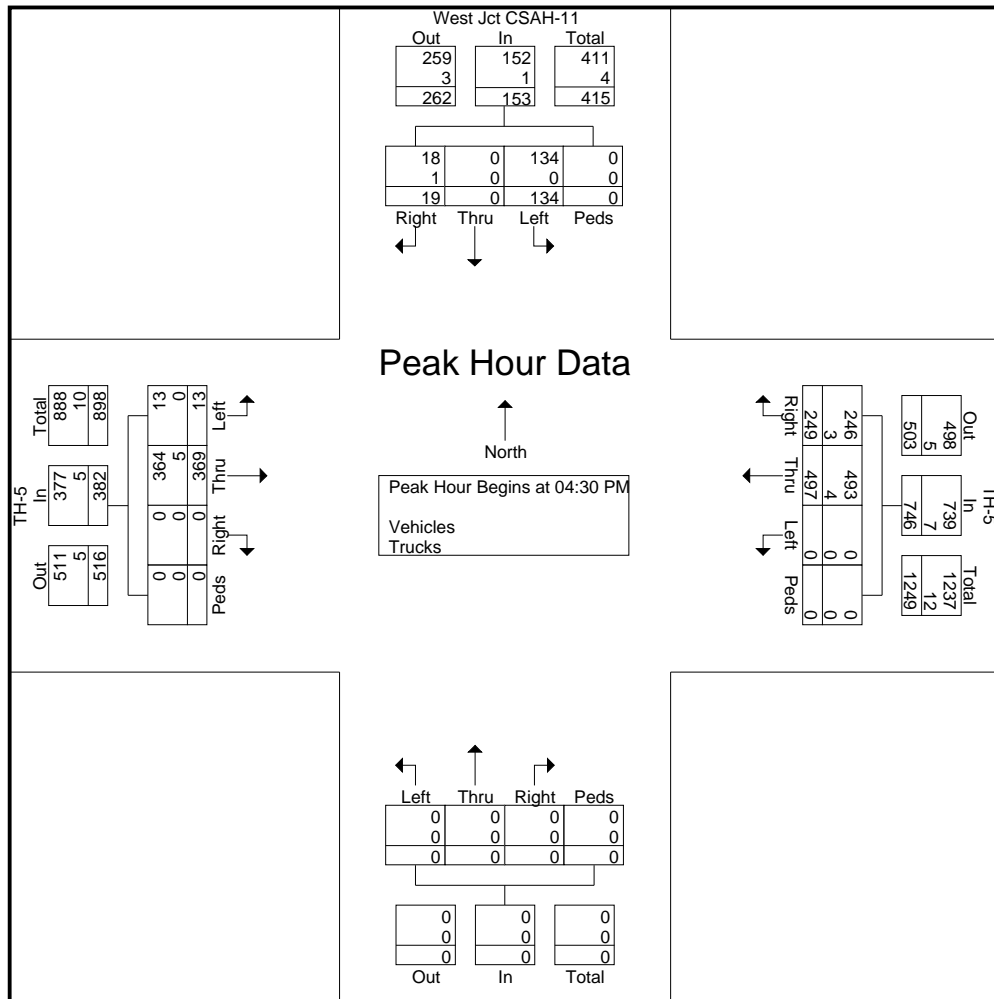 West Jct CSAH-11
Out In Total
259 152 411
3 1 4
262 153 415
18 0 134 0
1 0 0 0
19 0 134 0
Right Thru Left Peds
Peak Hour Data
North
Peak Hour Begins at 04:30 PM
Vehicles
Trucks
TH-5
Total In Out
888 377 511
10 5 5
898 382 516
13 364 0 0
0 5 0 0
13 369 0 0
Left Thru Right Peds
TH-5
Out In Total
498 739 1237
5 7 12
503 746 1249
246 493 0 0
3 4 0 0
249 497 0 0
Right Thru Left Peds
Left Thru Right Peds
0 0 0 0
0 0 0 0
0 0 0 0
0 0 0
0 0 0
0 0 0
Out In Total